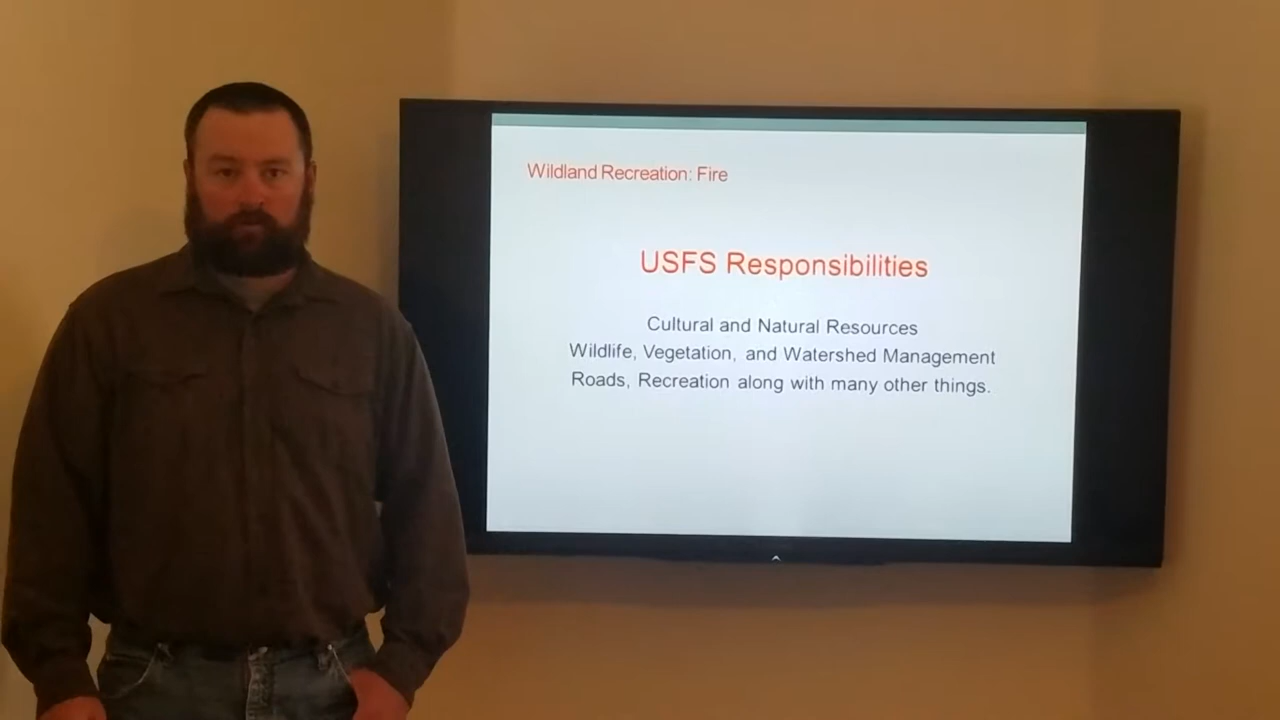 Wildland Recreation: Fire
USFS Responsibilities
Cultural and Natural Resources
Wildlife, Vegetation, and Watershed Management
Roads, Recreation along with many other things.